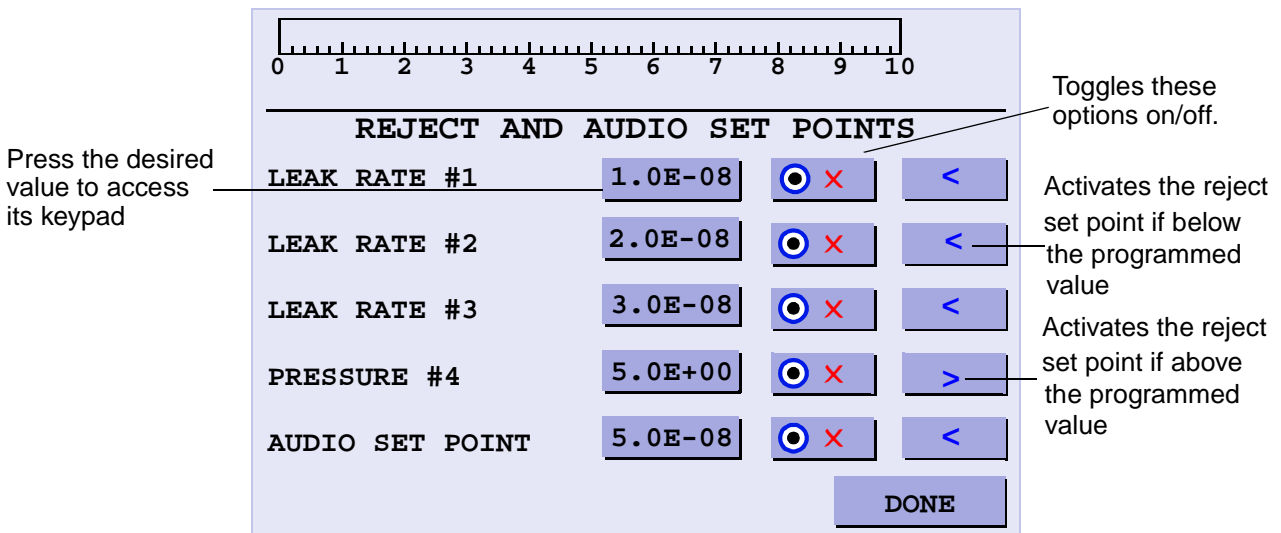 0 1 2 3 4 5 6 7 8 9 10
REJECT AND AUDIO SET POINTS
LEAK RATE #1 1.0E-08 X <
LEAK RATE #2 2.0E-08 X <
LEAK RATE #3 3.0E-08 X <
PRESSURE #4 5.0E+00 X >
AUDIO SET POINT 5.0E-08 X <
DONE
Press the desired
value to access
its keypad
Toggles these
options on/off.
Activates the reject
set point if below
the programmed
value
Activates the reject
set point if above
the programmed
value